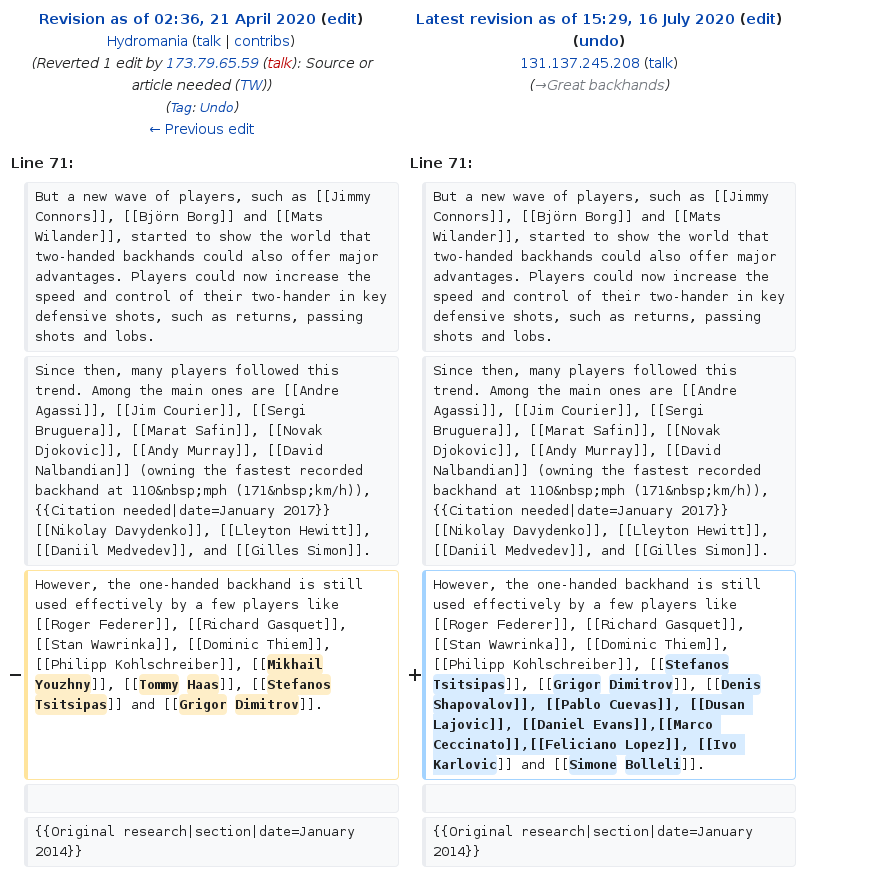 Revision as of 02:36, 21 April 2020 (edit)
Hydromania (talk | contribs)
(Reverted 1 edit by 173.79.65.59 (talk): Source or
article needed (TW))
(Tag: Undo)
← Previous edit
Latest revision as of 15:29, 16 July 2020 (edit)
(undo)
131.137.245.208 (talk)
(→Great backhands)
Line 71:
Line 71:
But a new wave of players, such as [[Jimmy
Connors]], [[Björn Borg]] and [[Mats
Wilander]], started to show the world that
two-handed backhands could also offer major
advantages. Players could now increase the
speed and control of their two-hander in key
defensive shots, such as returns, passing
shots and lobs.
But a new wave of players, such as [[Jimmy
Connors]], [[Björn Borg]] and [[Mats
Wilander]], started to show the world that
two-handed backhands could also offer major
advantages. Players could now increase the
speed and control of their two-hander in key
defensive shots, such as returns, passing
shots and lobs.
Since then, many players followed this
trend. Among the main ones are [[Andre
Agassi]], [[Jim Courier]], [[Sergi
Bruguera]], [[Marat Safin]], [[Novak
Djokovic]], [[Andy Murray]], [[David
Nalbandian]] (owning the fastest recorded
backhand at 110&nbsp;mph (171&nbsp;km/h)),
{{Citation needed|date=January 2017}}
[[Nikolay Davydenko]], [[Lleyton Hewitt]],
[[Daniil Medvedev]], and [[Gilles Simon]].
Since then, many players followed this
trend. Among the main ones are [[Andre
Agassi]], [[Jim Courier]], [[Sergi
Bruguera]], [[Marat Safin]], [[Novak
Djokovic]], [[Andy Murray]], [[David
Nalbandian]] (owning the fastest recorded
backhand at 110&nbsp;mph (171&nbsp;km/h)),
{{Citation needed|date=January 2017}}
[[Nikolay Davydenko]], [[Lleyton Hewitt]],
[[Daniil Medvedev]], and [[Gilles Simon]].
−
However, the one-handed backhand is still
used effectively by a few players like
[[Roger Federer]], [[Richard Gasquet]],
[[Stan Wawrinka]], [[Dominic Thiem]],
[[Philipp Kohlschreiber]], [[Mikhail
Youzhny]], [[Tommy Haas]], [[Stefanos
Tsitsipas]] and [[Grigor Dimitrov]].
+
However, the one-handed backhand is still
used effectively by a few players like
[[Roger Federer]], [[Richard Gasquet]],
[[Stan Wawrinka]], [[Dominic Thiem]],
[[Philipp Kohlschreiber]], [[Stefanos
Tsitsipas]], [[Grigor Dimitrov]], [[Denis
Shapovalov]], [[Pablo Cuevas]], [[Dusan
Lajovic]], [[Daniel Evans]],[[Marco
Ceccinato]],[[Feliciano Lopez]], [[Ivo
Karlovic]] and [[Simone Bolleli]].
{{Original research|section|date=January
2014}}
{{Original research|section|date=January
2014}}